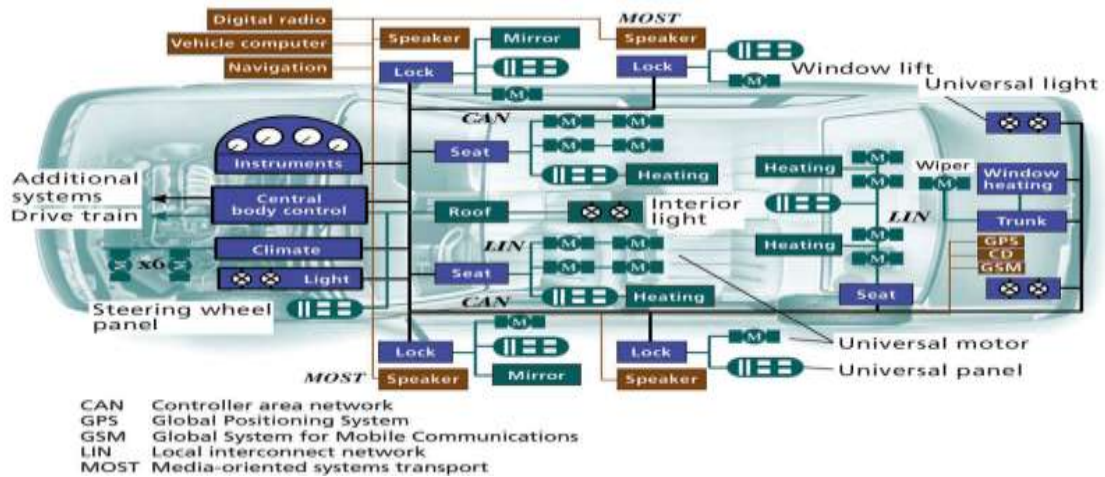 Digital radio
Vehicle computer
Navigation
MOST
Speaker
Mirror
Speaker
Lock
M
Lock
M
Window lift
Universal light
CAN
Instruments
Seat
M
M
M
M
Heating
Heating
M
M
Wiper
M
Window
heating
Additional
systems
Drive train
Central
body control
Roof
Interior
light
LIN
Trunk
Climate
LIN
M
M
M
M
Heating
M
M
GPS
CD
GSM
x6
Light
Seat
Heating
Seat
Steering wheel
panel
CAN
M
Lock
Lock
M
Universal motor
MOST
Speaker
Mirror
Speaker
Universal panel
CAN Controller area network
GPS Global Positioning System
GSM Global System for Mobile Communications
LIN Local interconnect network
MOST Media-oriented systems transport